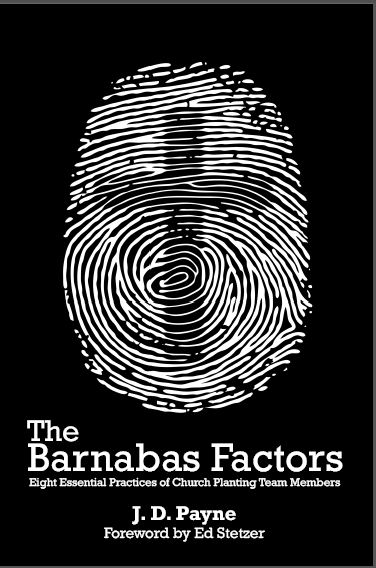 The
Barnabas Factors
Eight Essential Practices of Church Planting Team Members
J. D. Payne
Foreword by Ed Stetzer